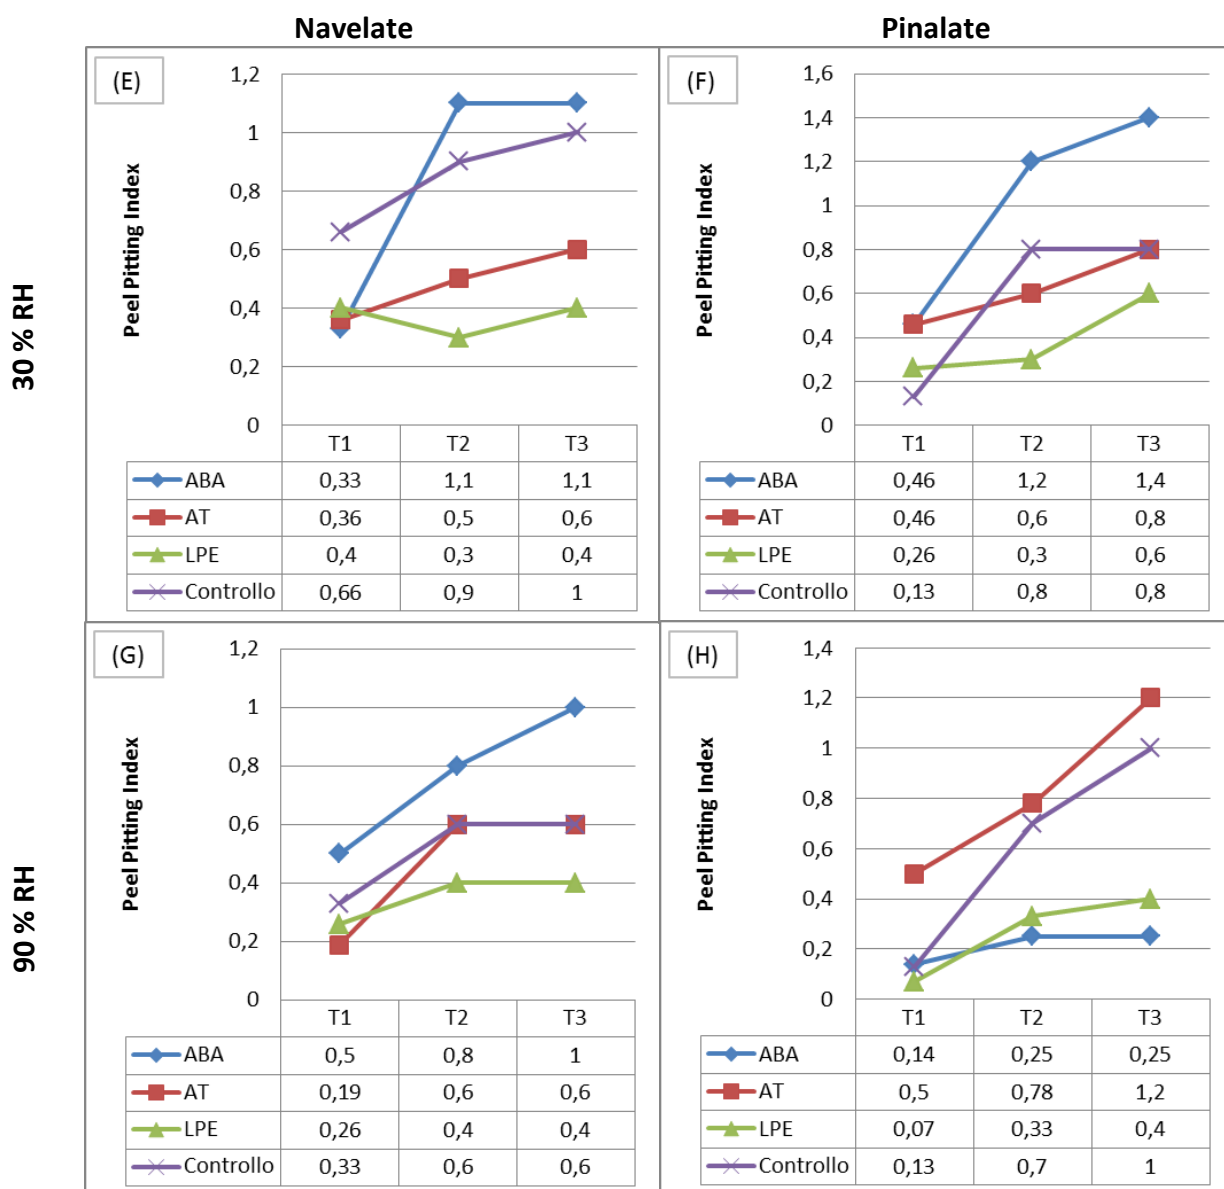 Navelate
Pinalate
30 % RH
(E)
Peel Pitting Index
1,2
1
0,8
0,6
0,4
0,2
0
T1 T2 T3
ABA 0,33 1,1 1,1
AT 0,36 0,5 0,6
LPE 0,4 0,3 0,4
Controllo 0,66 0,9 1
(F)
Peel Pitting Index
1,6
1,4
1,2
1
0,8
0,6
0,4
0,2
0
T1 T2 T3
ABA 0,46 1,2 1,4
AT 0,46 0,6 0,8
LPE 0,26 0,3 0,6
Controllo 0,13 0,8 0,8
90 % RH
(G)
Peel Pitting Index
1,2
1
0,8
0,6
0,4
0,2
0
T1 T2 T3
ABA 0,5 0,8 1
AT 0,19 0,6 0,6
LPE 0,26 0,4 0,4
Controllo 0,33 0,6 0,6
(H)
Peel Pitting Index
1,4
1,2
1
0,8
0,6
0,4
0,2
0
T1 T2 T3
ABA 0,14 0,25 0,25
AT 0,5 0,78 1,2
LPE 0,07 0,33 0,4
Controllo 0,13 0,7 1